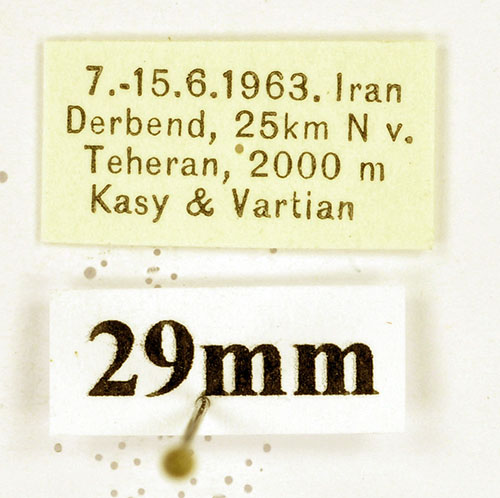 7.-15.6.1963. Iran
Derbend, 25km N v.
Teheran, 2000 m
Kasy & Vartian
29mm